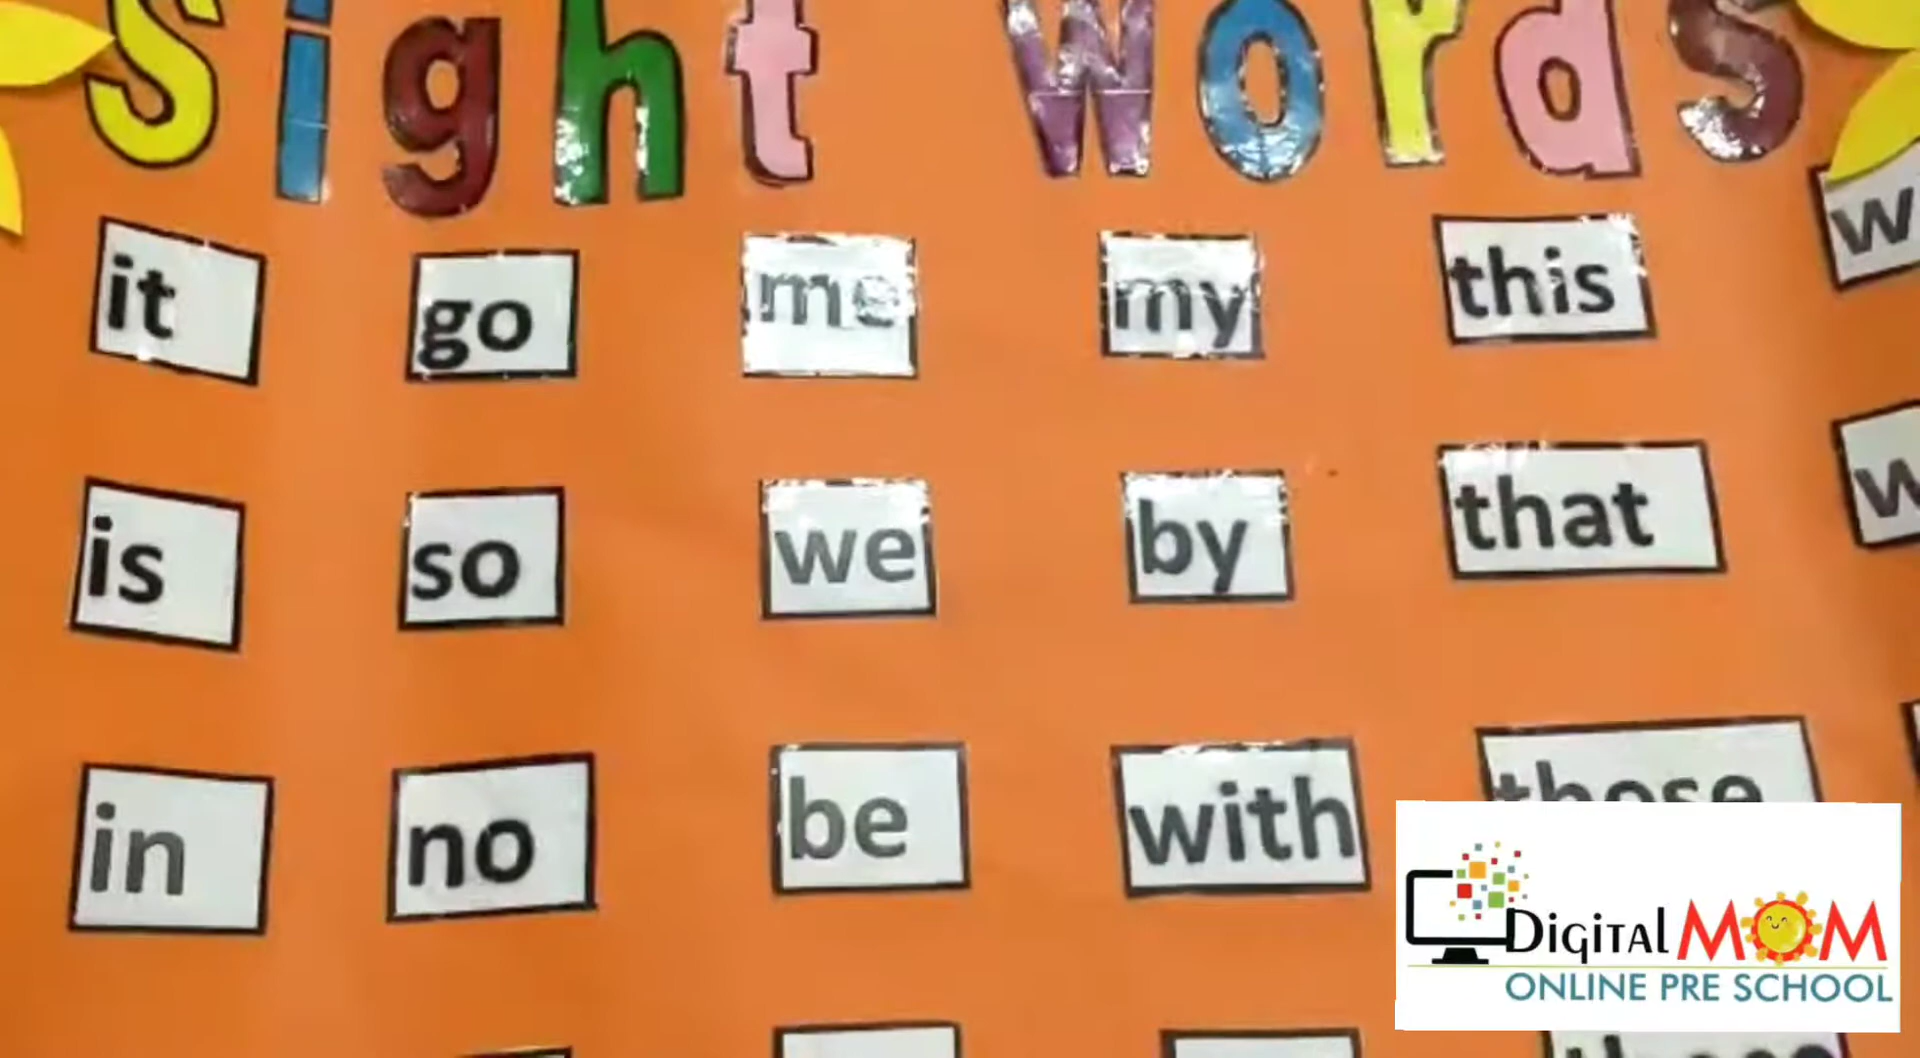 Sight Words
it go me my this
is so we by that
in no be with those
Digital MOM
ONLINE PRE SCHOOL